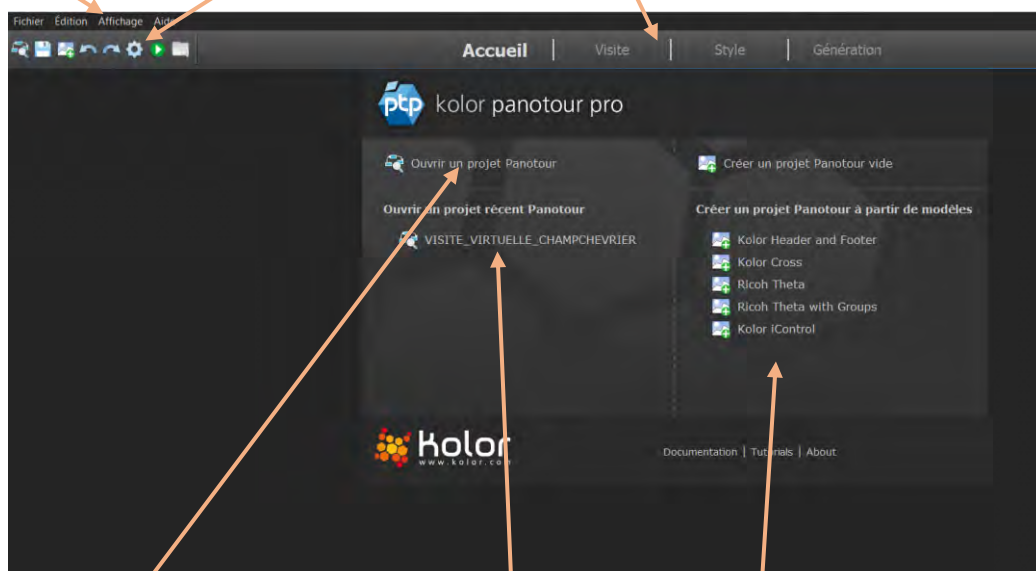 Fichier Édition Affichage Aide
Accueil | Visite | Style | Génération
ptp kolor panotour pro
Ouvrir un projet Panotour
Créer un projet Panotour vide
Ouvrir un projet récent Panotour
Créer un projet Panotour à partir de modèles
VISITE_VIRTUELLE_CHAMPCHEVRIER
Kolor Header and Footer
Kolor Cross
Ricoh Theta
Ricoh Theta with Groups
Kolor iControl
Kolor
www.kolor.com
Documentation | Tutorials | About